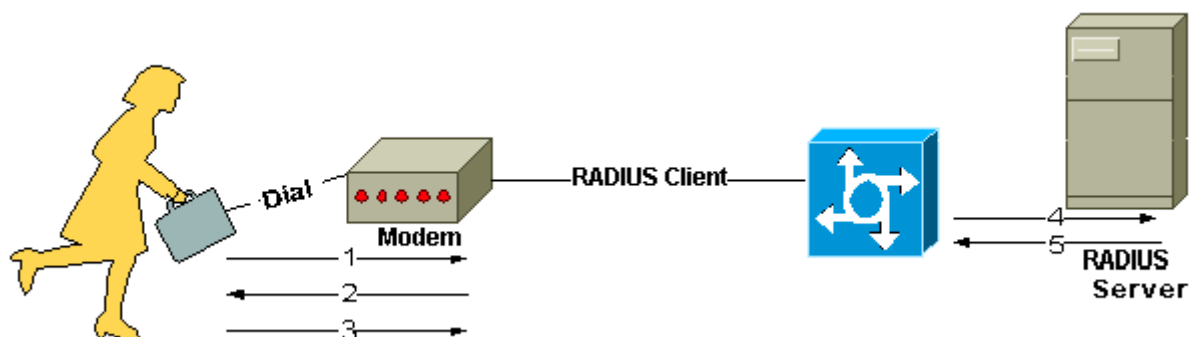 Dial
Modem
RADIUS Client
1
2
3
4
5
RADIUS
Server